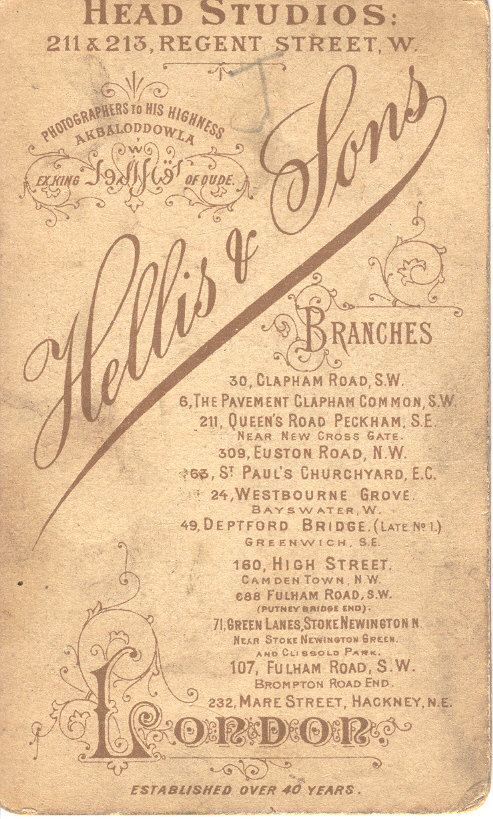 HEAD STUDIOS:
211 & 213, REGENT STREET, W.
PHOTOGRAPHERS TO HIS HIGHNESS
AKBALODDOWLA
EX.KING OF OUDE.
Hellis & Sons
BRANCHES
30, CLAPHAM ROAD, S.W.
6, THE PAVEMENT CLAPHAM COMMON, S.W.
211, QUEEN'S ROAD PECKHAM, S.E.
NEAR NEW CROSS GATE.
309, EUSTON ROAD, N.W.
63, ST PAUL'S CHURCHYARD, E.C.
24, WESTBOURNE GROVE.
BAYSWATER, W.
49, DEPTFORD BRIDGE. (LATE No 1.)
GREENWICH, S.E.
160, HIGH STREET.
CAMDEN TOWN, N.W.
688 FULHAM ROAD, S.W.
(PUTNEY BRIDGE END).
71, GREEN LANES, STOKE NEWINGTON N.
NEAR STOKE NEWINGTON GREEN.
AND CLISSOLD PARK.
107, FULHAM ROAD, S.W.
BROMPTON ROAD END.
232, MARE STREET, HACKNEY, N.E.
LONDON.
ESTABLISHED OVER 40 YEARS.